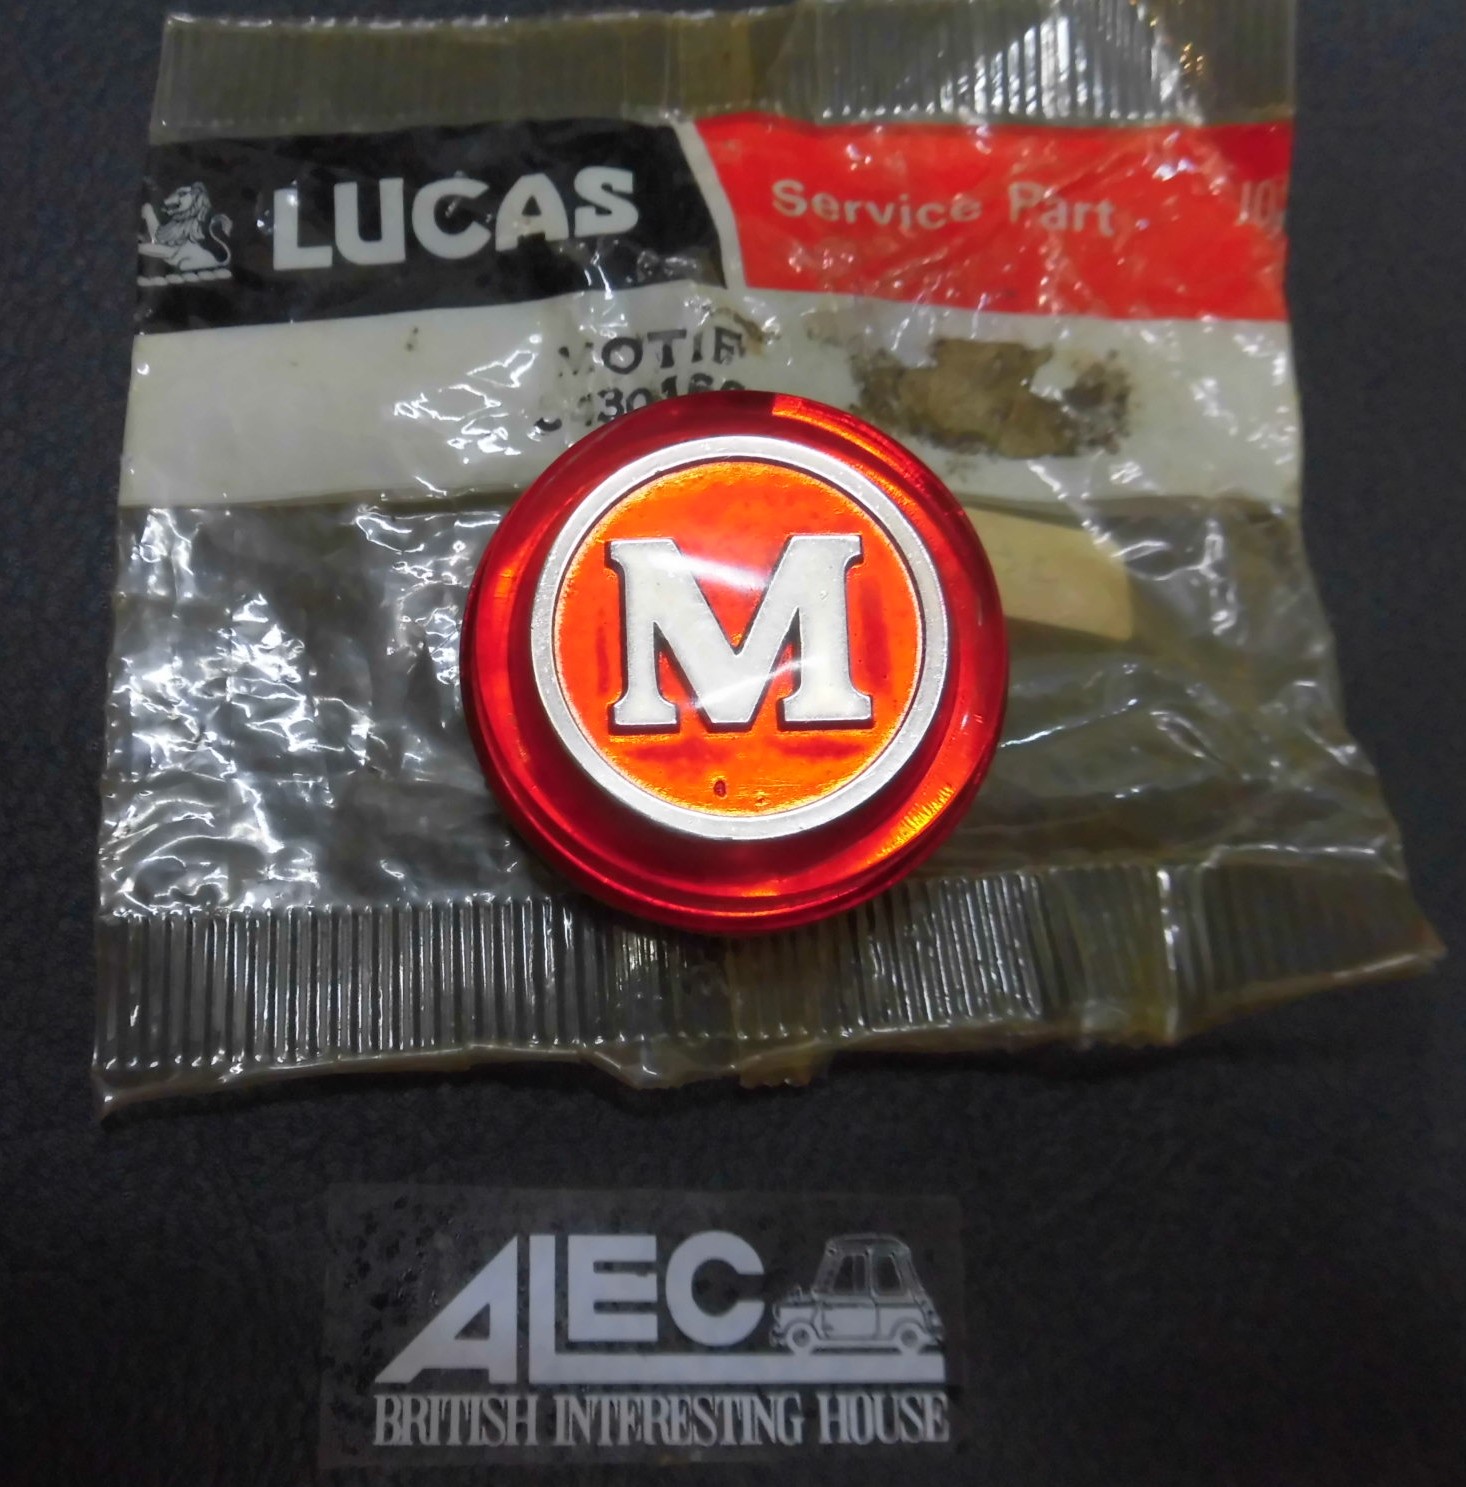 LUCAS Service Part
MOTIF
M
ALEC
BRITISH INTERESTING HOUSE